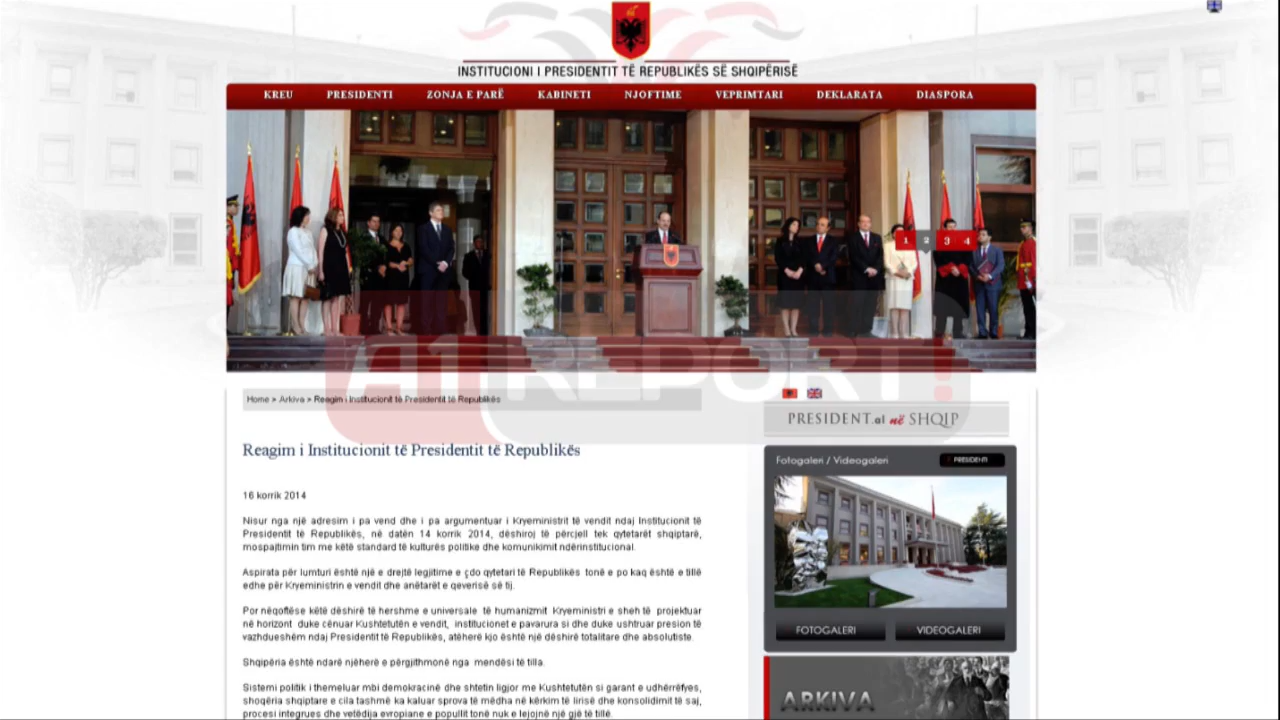 INSTITUCIONI I PRESIDENTIT TË REPUBLIKËS SË SHQIPËRISË
KREU PRESIDENTI ZONJA E PARË KABINETI NJOFTIME VEPRIMTARI DEKLARATA DIASPORA
1 2 3 4
A1 REPORT!
Home > Arkiva > Reagim i Institucionit të Presidentit të Republikës
PRESIDENT.al në SHQIP
Reagim i Institucionit të Presidentit të Republikës
Fotogaleri / Videogaleri PRESIDENTI
16 korrik 2014
Nisur nga një adresim i pa vend dhe i pa argumentuar i Kryeministrit të vendit ndaj Institucionit të
Presidentit të Republikës, në datën 14 korrik 2014, dëshiroj të përcjell tek qytetarët shqiptarë,
mospajtimin tim me këtë standard të kulturës politike dhe komunikimit ndërinstitucional.
Aspirata për lumturi është një e drejtë legjitime e çdo qytetari të Republikës tonë e po kaq është e tillë
edhe për Kryeministrin e vendit dhe anëtarët e qeverisë së tij.
Por nëqoftëse këtë dëshirë të hershme e universale të humanizmit Kryeministri e sheh të projektuar
në horizont duke cënuar Kushtetutën e vendit, institucionet e pavarura si dhe duke ushtruar presion të
vazhdueshëm ndaj Presidentit të Republikës, atëherë kjo është një dëshirë totalitare dhe absolutiste.
FOTOGALERI VIDEOGALERI
Shqipëria është ndarë njëherë e përgjithmonë nga mendësi të tilla.
Sistemi politik i themeluar mbi demokracinë dhe shtetin ligjor me Kushtetutën si garant e udhërrëfyes,
shoqëria shqiptare e cila tashmë ka kaluar sprova të mëdha në kërkim të lirisë dhe konsolidimit të saj,
procesi integrues dhe vetëdija evropiane e popullit tonë nuk e lejojnë një gjë të tillë.
ARKIVA